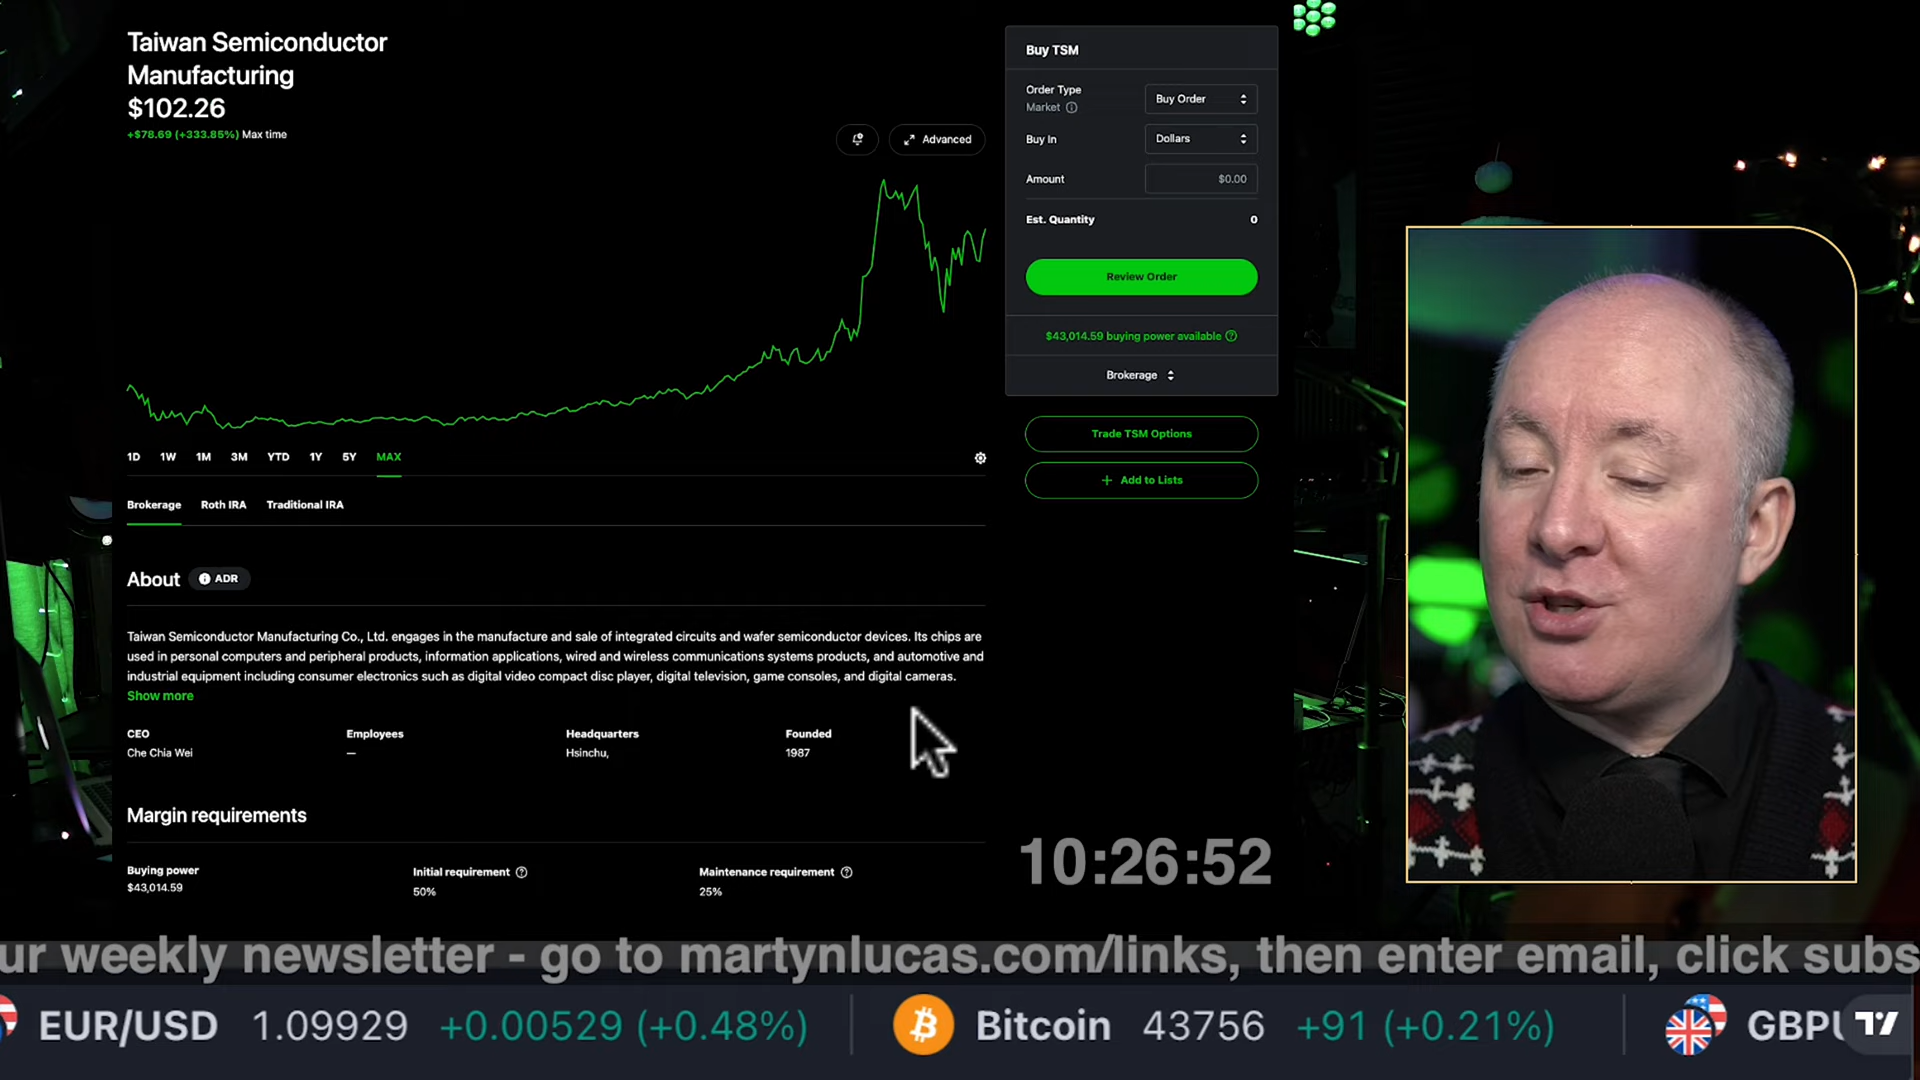 Taiwan Semiconductor
Manufacturing
$102.26
+$78.69 (+333.85%) Max time
Advanced
1D 1W 1M 3M YTD 1Y 5Y MAX
Brokerage Roth IRA Traditional IRA
About ADR
Taiwan Semiconductor Manufacturing Co., Ltd. engages in the manufacture and sale of integrated circuits and wafer semiconductor devices. Its chips are
used in personal computers and peripheral products, information applications, wired and wireless communications systems products, and automotive and
industrial equipment including consumer electronics such as digital video compact disc player, digital television, game consoles, and digital cameras.
Show more
CEO Employees Headquarters Founded
Che Chia Wei — Hsinchu, 1987
Margin requirements
Buying power Initial requirement Maintenance requirement
$43,014.59 50% 25%
Buy TSM
Order Type
Market
Buy Order
Buy In Dollars
Amount $0.00
Est. Quantity 0
Review Order
$43,014.59 buying power available
Brokerage
Trade TSM Options
+ Add to Lists
10:26:52
ur weekly newsletter - go to martynlucas.com/links, then enter email, click subs
EUR/USD 1.09929 +0.00529 (+0.48%) Bitcoin 43756 +91 (+0.21%) GBPU